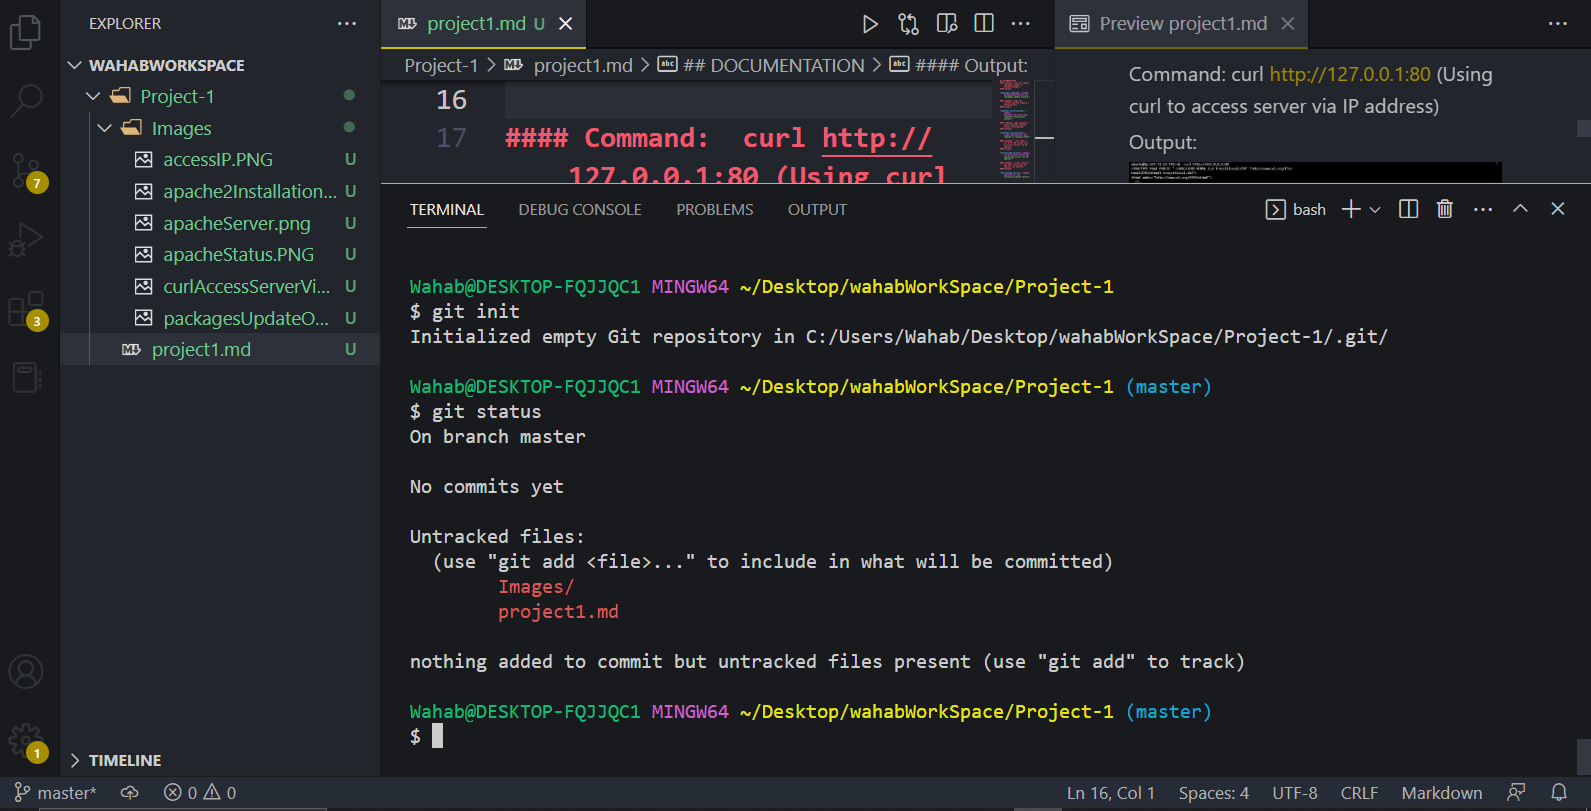 EXPLORER
WAHABWORKSPACE
Project-1
Images
accessIP.PNG U
apache2Installation... U
apacheServer.png U
apacheStatus.PNG U
curlAccessServerVi... U
packagesUpdateO... U
project1.md U
TIMELINE
7
3
1
project1.md U
Project-1 > project1.md > ## DOCUMENTATION > #### Output:
16
17 #### Command:  curl http://
127.0.0.1:80 (Using curl
Preview project1.md
Command: curl http://127.0.0.1:80 (Using
curl to access server via IP address)
Output:
TERMINAL DEBUG CONSOLE PROBLEMS OUTPUT
bash
Wahab@DESKTOP-FQJJQC1 MINGW64 ~/Desktop/wahabWorkSpace/Project-1
$ git init
Initialized empty Git repository in C:/Users/Wahab/Desktop/wahabWorkSpace/Project-1/.git/
Wahab@DESKTOP-FQJJQC1 MINGW64 ~/Desktop/wahabWorkSpace/Project-1 (master)
$ git status
On branch master
No commits yet
Untracked files:
(use "git add <file>..." to include in what will be committed)
Images/
project1.md
nothing added to commit but untracked files present (use "git add" to track)
Wahab@DESKTOP-FQJJQC1 MINGW64 ~/Desktop/wahabWorkSpace/Project-1 (master)
$
master* 0 0 Ln 16, Col 1 Spaces: 4 UTF-8 CRLF Markdown